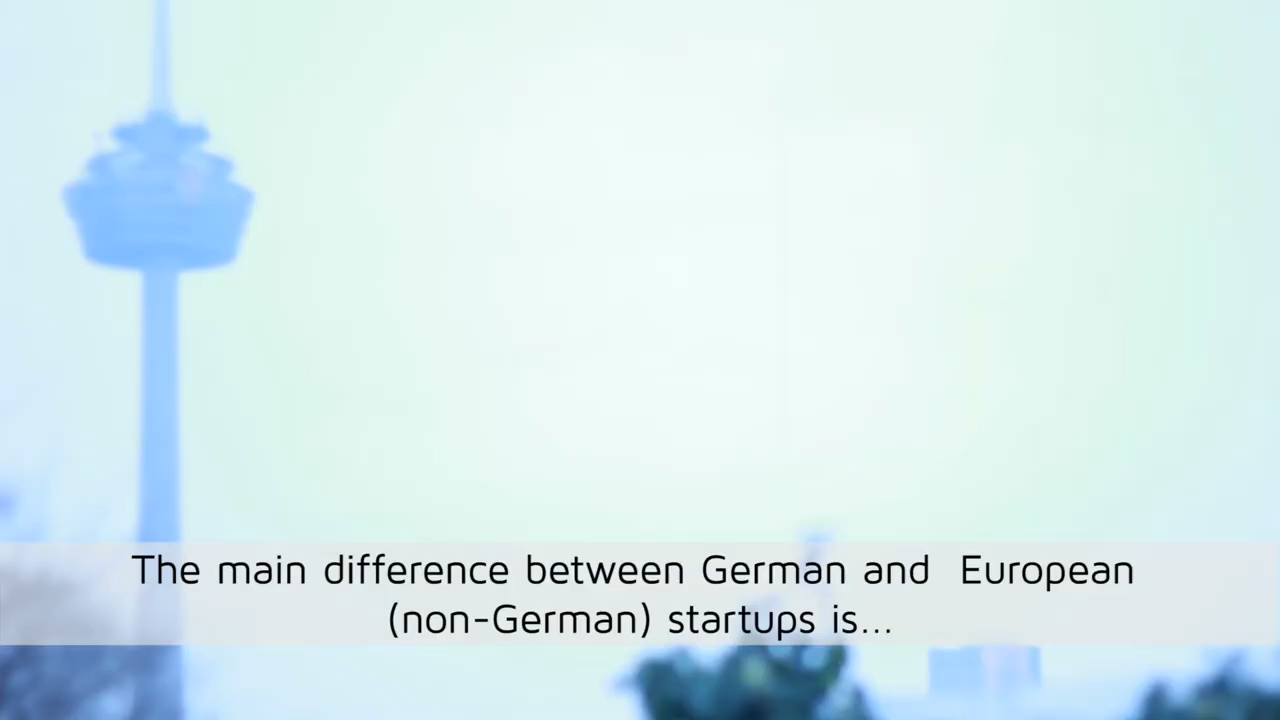 The main difference between German and  European
(non-German) startups is...